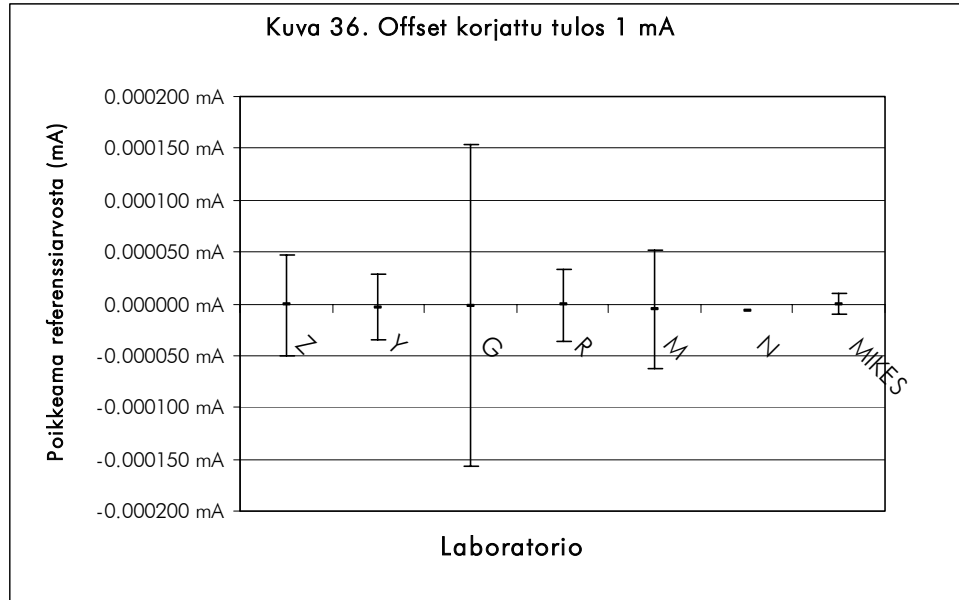 Kuva 36. Offset korjattu tulos 1 mA
0.000200 mA
0.000150 mA
0.000100 mA
0.000050 mA
0.000000 mA
-0.000050 mA
-0.000100 mA
-0.000150 mA
-0.000200 mA
Poikkeama referenssiarvosta (mA)
Z
Y
G
R
M
N
MIKES
Laboratorio